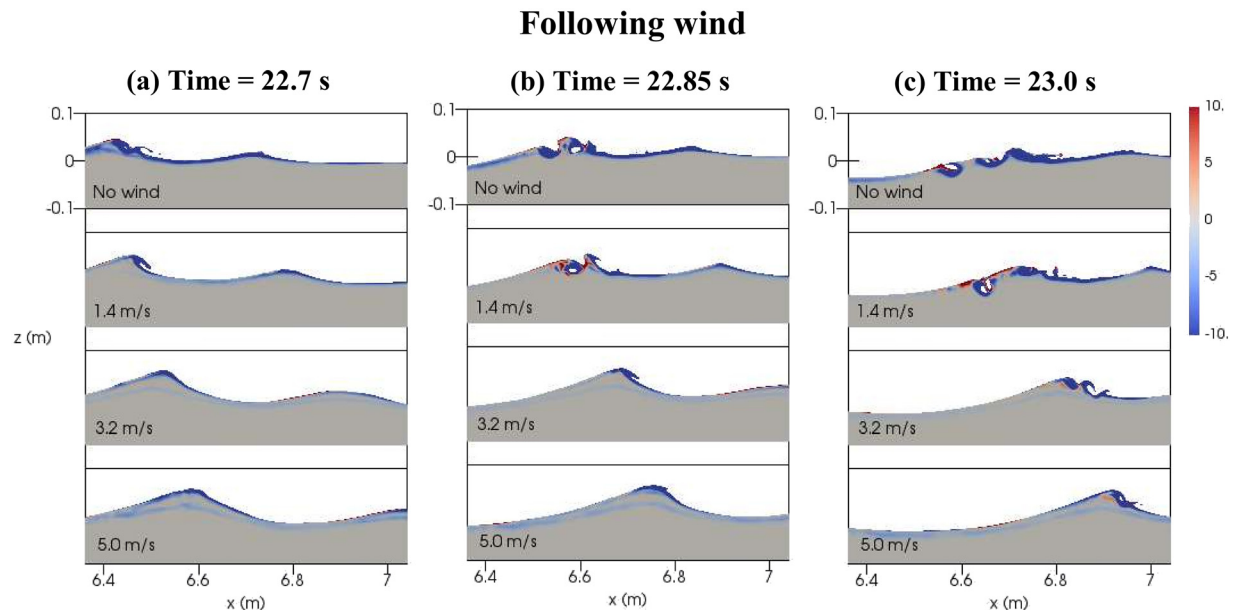 Following wind
(a) Time = 22.7 s
(b) Time = 22.85 s
(c) Time = 23.0 s
0.1
0
-0.1
No wind
1.4 m/s
3.2 m/s
5.0 m/s
z (m)
6.4
6.6
6.8
7
x (m)
0.1
0
-0.1
No wind
1.4 m/s
3.2 m/s
5.0 m/s
6.4
6.6
6.8
7
x (m)
0.1
0
-0.1
No wind
1.4 m/s
3.2 m/s
5.0 m/s
6.4
6.6
6.8
7
x (m)
10.
5
0
-5
-10.